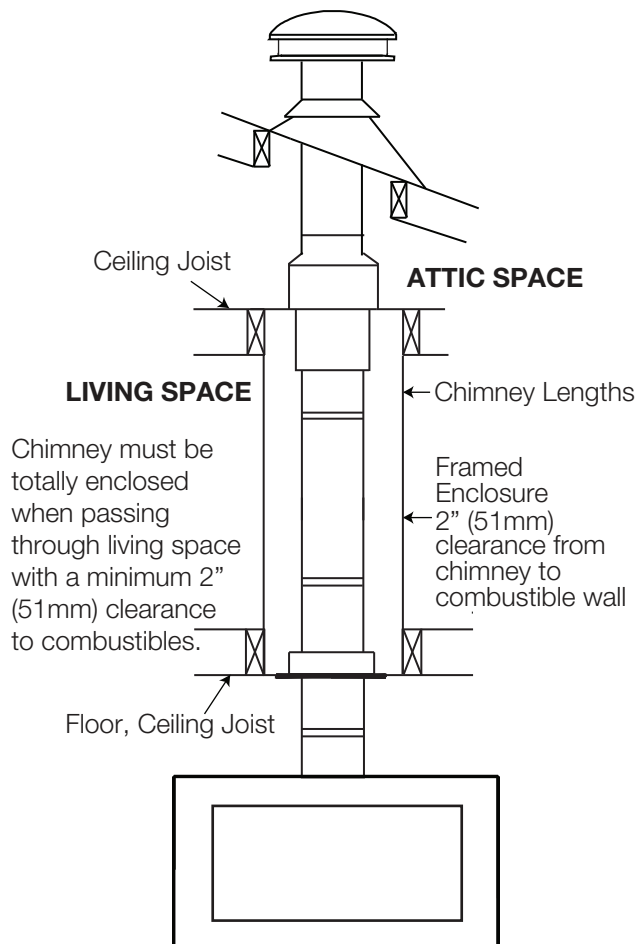 Ceiling Joist
ATTIC SPACE
LIVING SPACE
Chimney Lengths
Chimney must be
totally enclosed
when passing
through living space
with a minimum 2”
(51mm) clearance
to combustibles.
Framed
Enclosure
2” (51mm)
clearance from
chimney to
combustible wall
Floor, Ceiling Joist